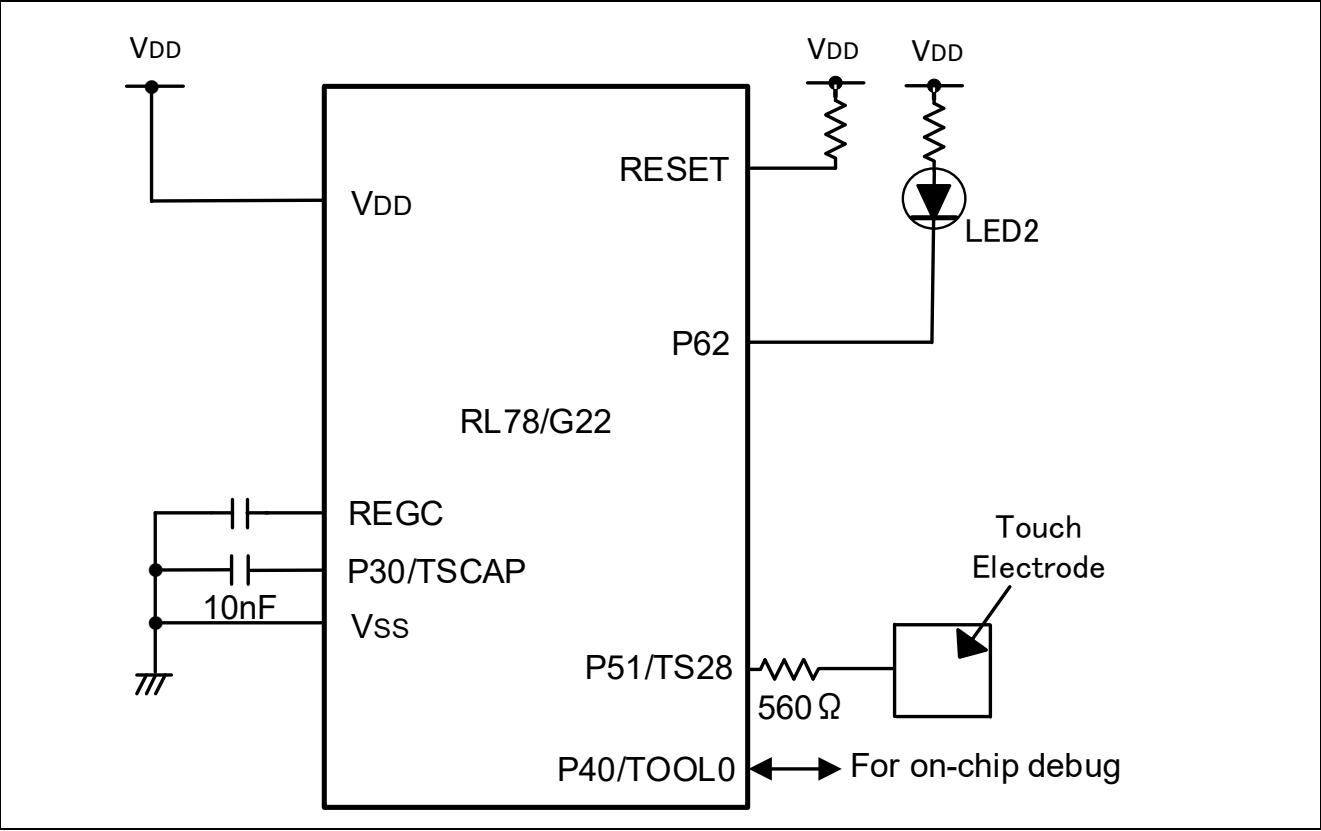 VDD
VDD
VDD
RESET
VDD
LED2
P62
RL78/G22
REGC
P30/TSCAP
10nF
VSS
Touch
Electrode
P51/TS28
560Ω
P40/TOOL0
For on-chip debug